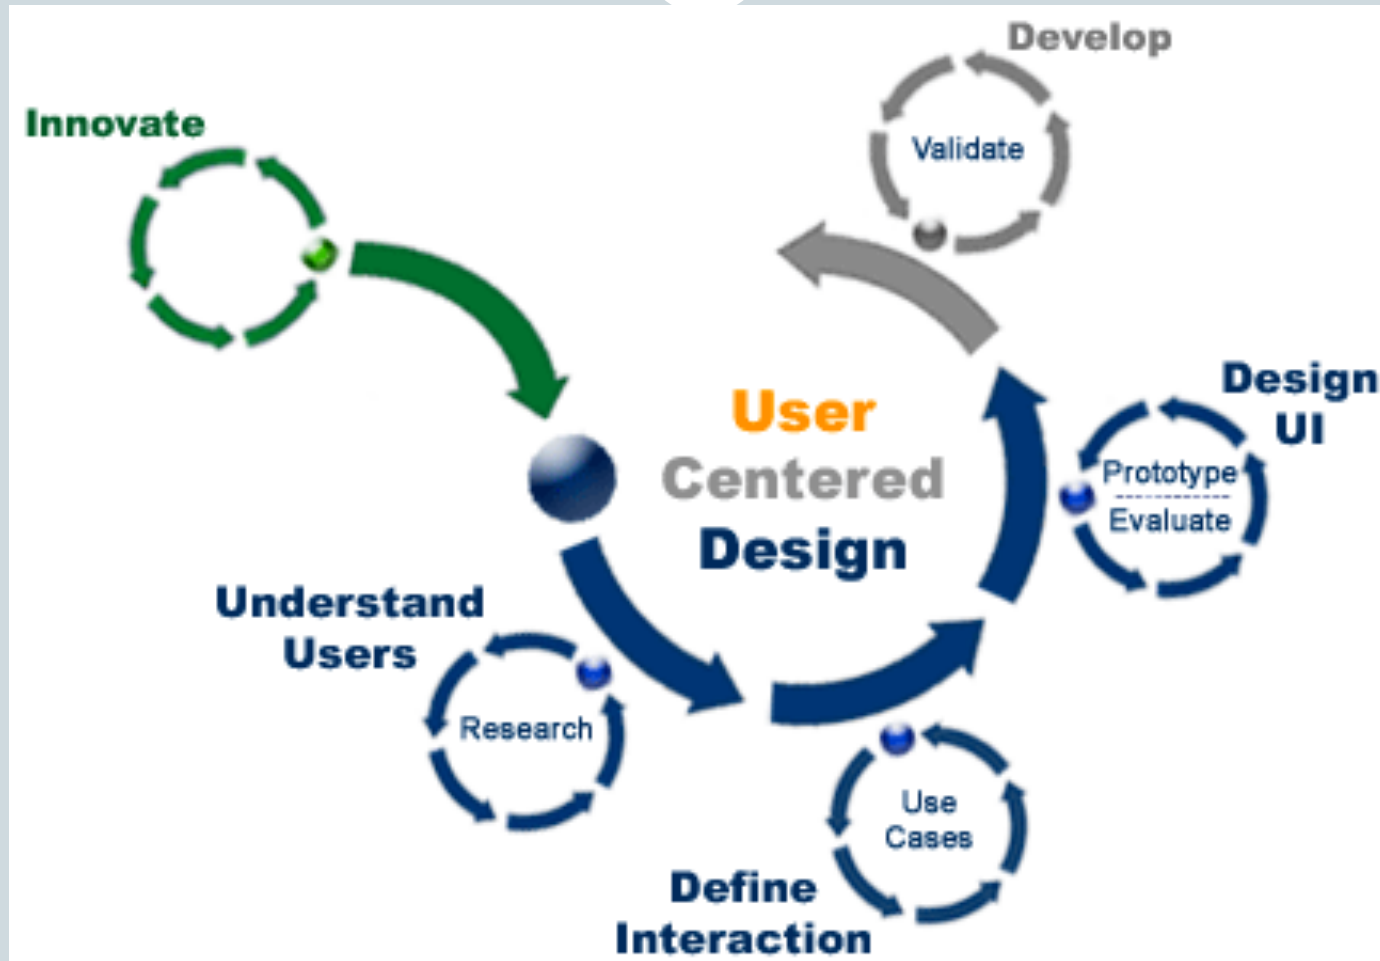 Innovate
Develop
Validate
User
Centered
Design
Design
UI
Prototype
Evaluate
Understand
Users
Research
Use
Cases
Define
Interaction